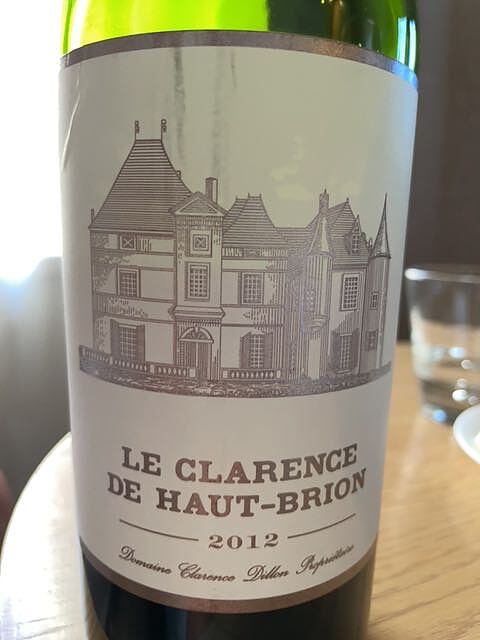 LE CLARENCE
DE HAUT-BRION
2012
Domaine Clarence Dillon Propriétaire